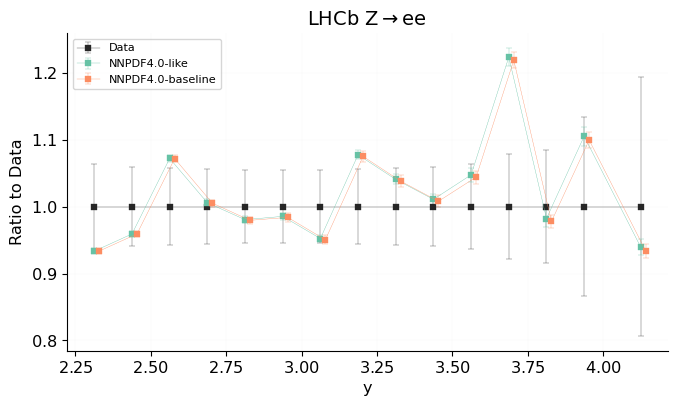 LHCb Z→ee
Data
NNPDF4.0-like
NNPDF4.0-baseline
Ratio to Data
1.2
1.1
1.0
0.9
0.8
2.25 2.50 2.75 3.00 3.25 3.50 3.75 4.00
y